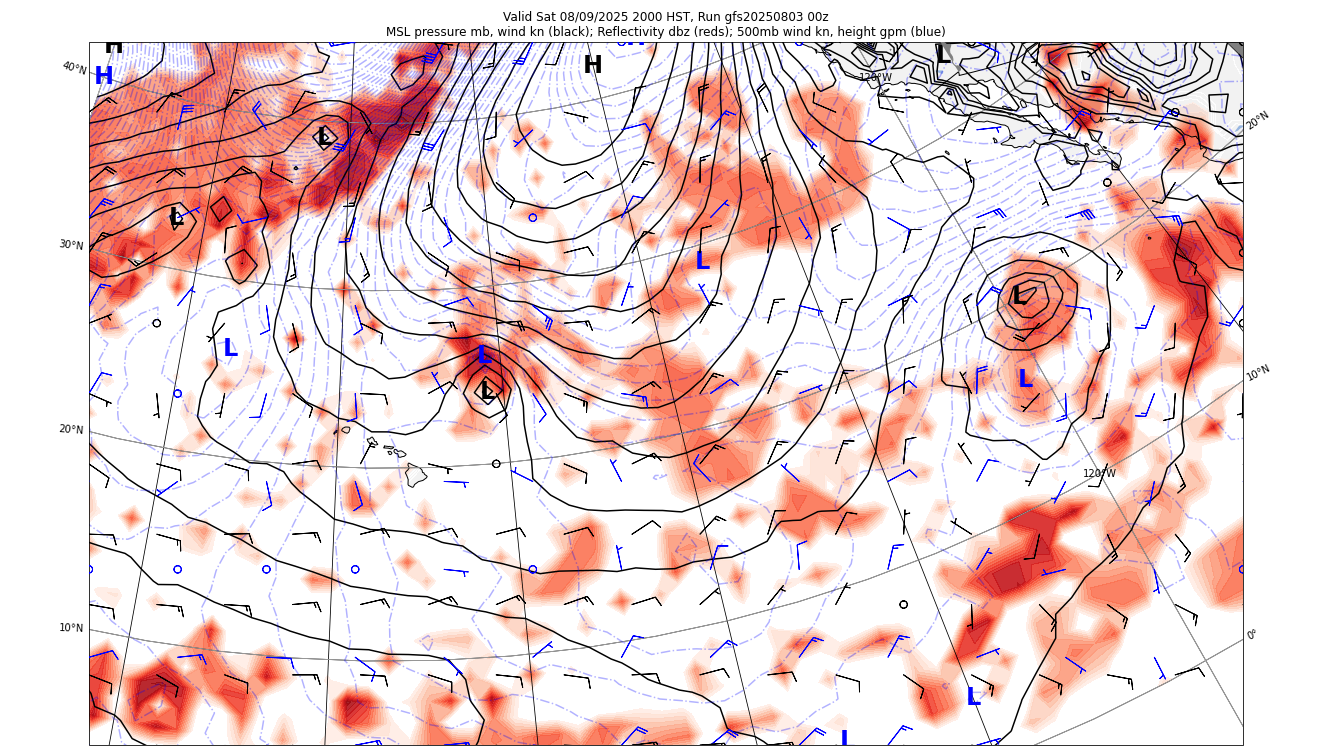 Valid Sat 08/09/2025 2000 HST, Run gfs20250803 00z
MSL pressure mb, wind kn (black); Reflectivity dbz (reds); 500mb wind kn, height gpm (blue)
H H H L
40°N H 120°W
20°N
L
L
30°N L
L
L L
10°N
L L
20°N
120°W
10°N 0°
L
L